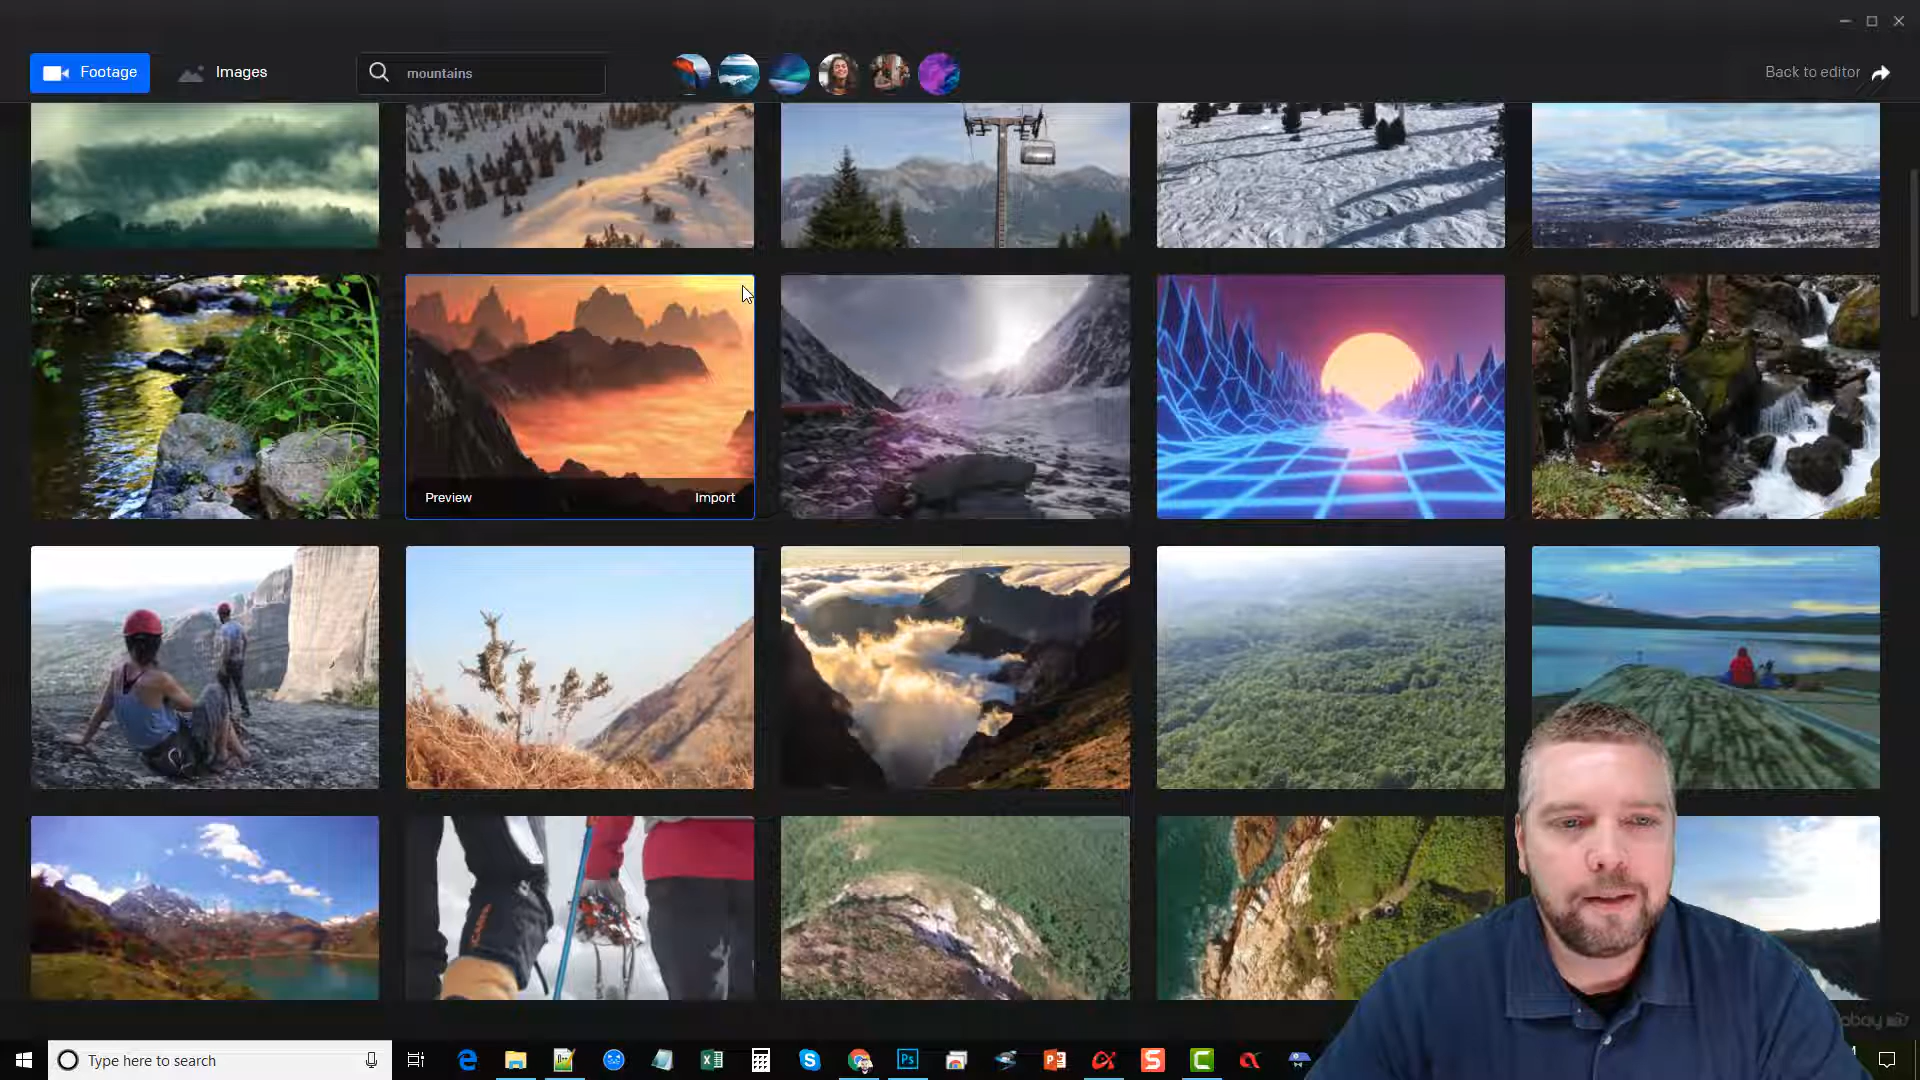 Footage
Images
mountains
Back to editor
Preview
Import
Type here to search